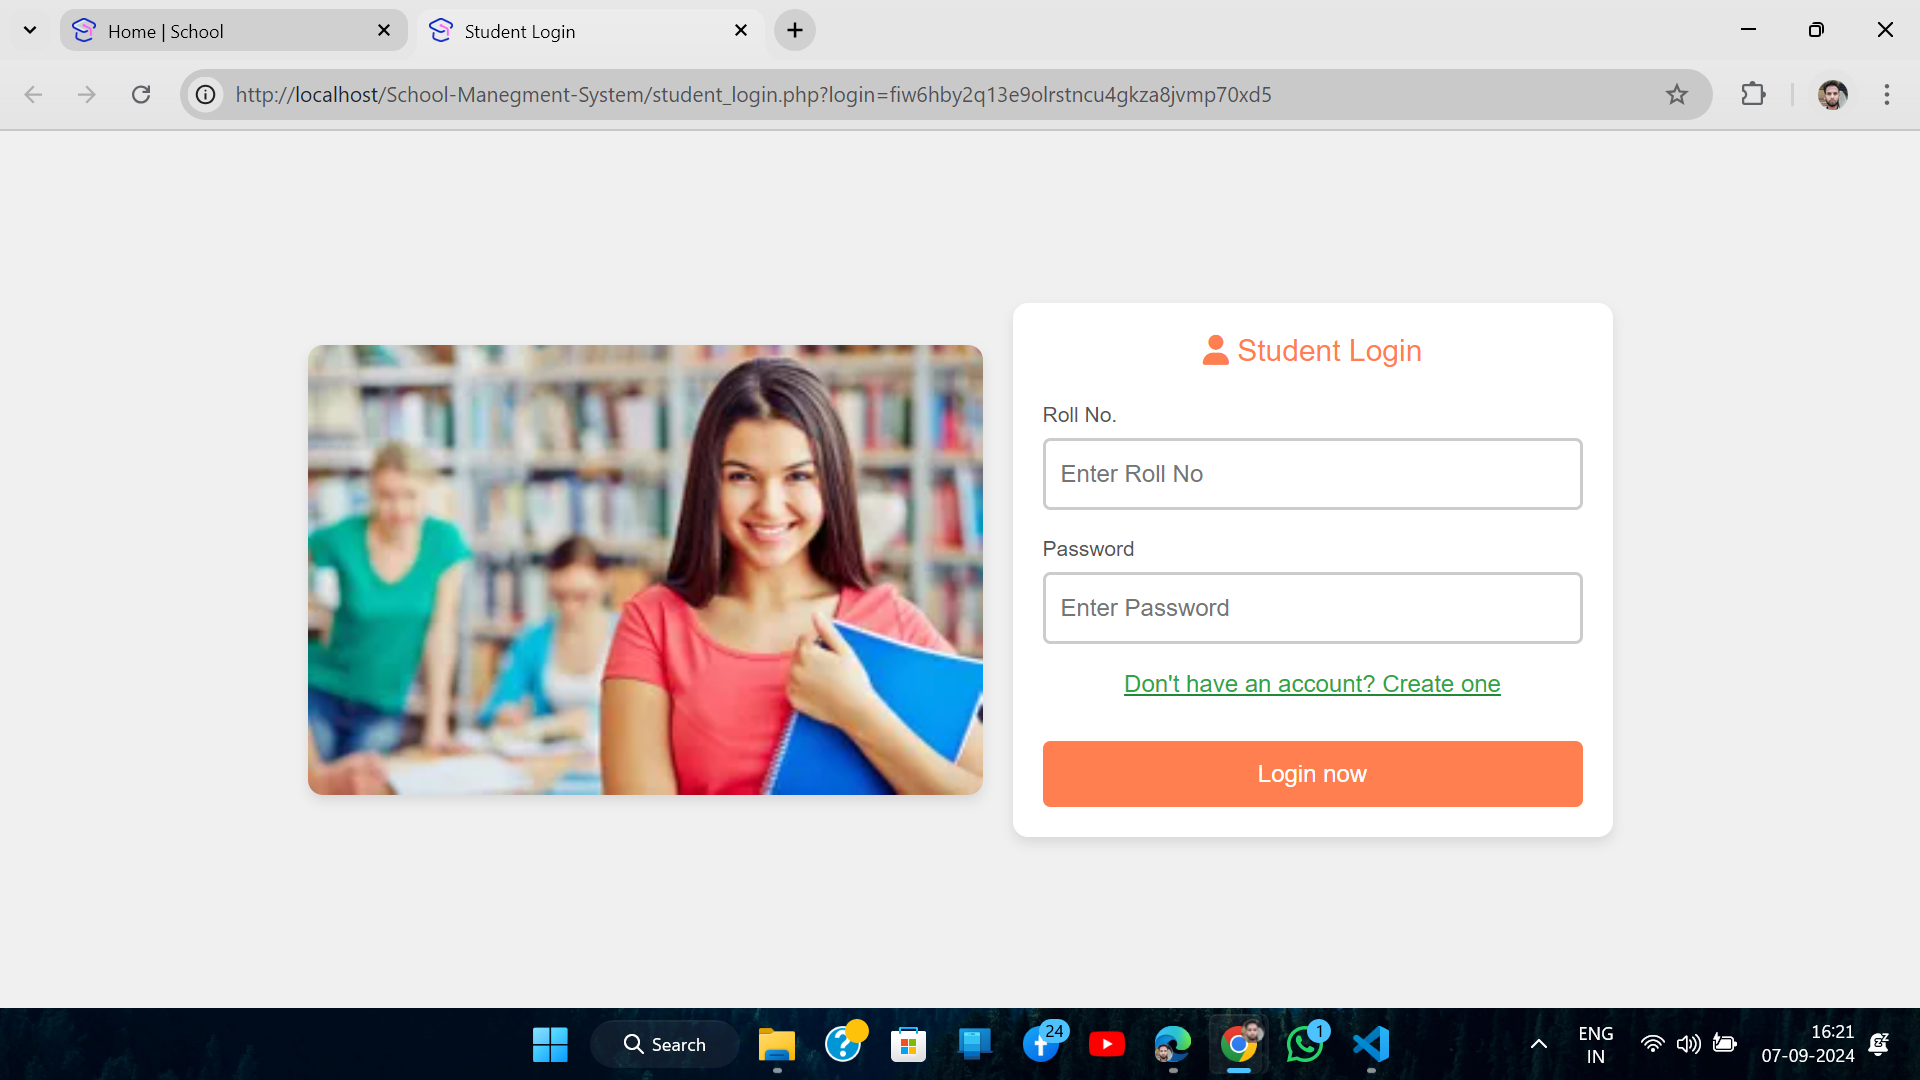 Home | School
Student Login
http://localhost/School-Manegment-System/student_login.php?login=fiw6hby2q13e9olrstncu4gkza8jvmp70xd5
Student Login
Roll No.
Enter Roll No
Password
Enter Password
Don't have an account? Create one
Login now
Search
24
1
ENG
IN
16:21
07-09-2024